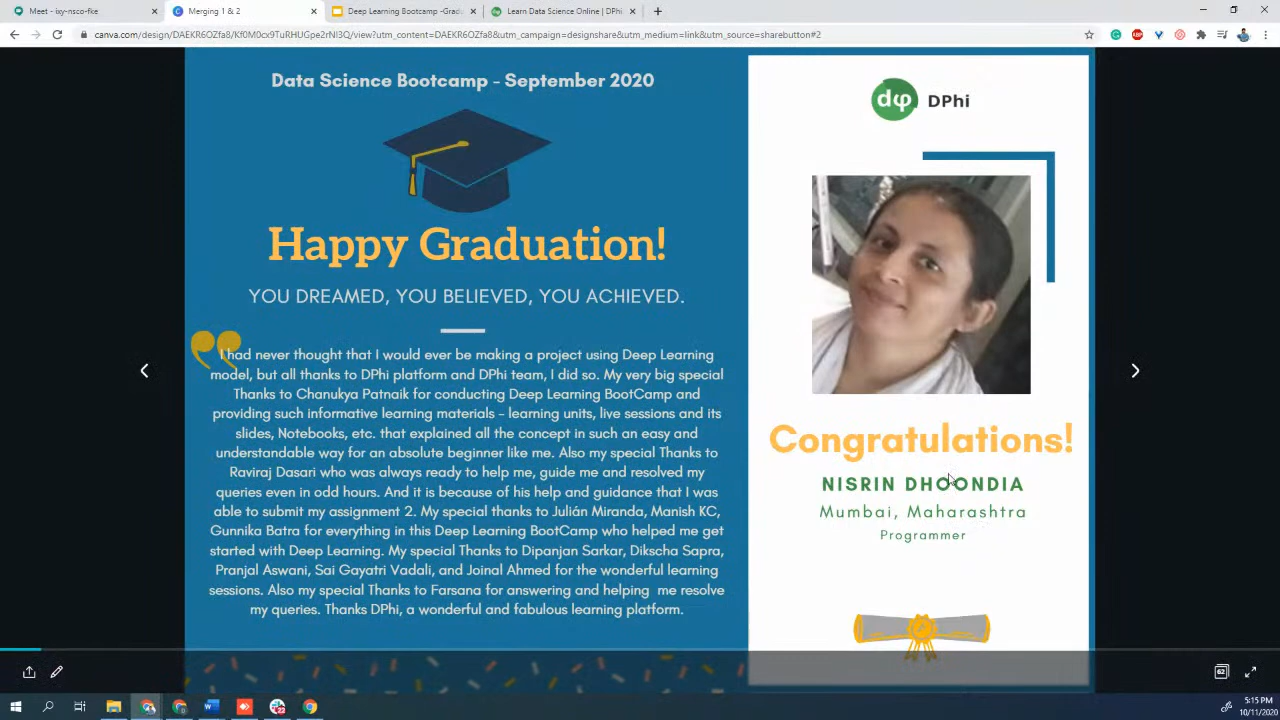 Meet - ixy-nsco-fke
Merging 1 & 2
Deep Learning Bootcamp -Grad
Learn Data Science Online | DPhi
canva.com/design/DAEKR6OZfa8/Kf0M0cx9TuRHUGpe2rNI3Q/view?utm_content=DAEKR6OZfa8&utm_campaign=designshare&utm_medium=link&utm_source=sharebutton#2
Data Science Bootcamp - September 2020
Happy Graduation!
YOU DREAMED, YOU BELIEVED, YOU ACHIEVED.
I had never thought that I would ever be making a project using Deep Learning
model, but all thanks to DPhi platform and DPhi team, I did so. My very big special
Thanks to Chanukya Patnaik for conducting Deep Learning BootCamp and
providing such informative learning materials - learning units, live sessions and its
slides, Notebooks, etc. that explained all the concept in such an easy and
understandable way for an absolute beginner like me. Also my special Thanks to
Raviraj Dasari who was always ready to help me, guide me and resolved my
queries even in odd hours. And it is because of his help and guidance that I was
able to submit my assignment 2. My special thanks to Julián Miranda, Manish KC,
Gunnika Batra for everything in this Deep Learning BootCamp who helped me get
started with Deep Learning. My special Thanks to Dipanjan Sarkar, Dikscha Sapra,
Pranjal Aswani, Sai Gayatri Vadali, and Joinal Ahmed for the wonderful learning
sessions. Also my special Thanks to Farsana for answering and helping me resolve
my queries. Thanks DPhi, a wonderful and fabulous learning platform.
dφ DPhi
Congratulations!
NISRIN DHOONDIA
Mumbai, Maharashtra
Programmer
62
5:15 PM
10/11/2020